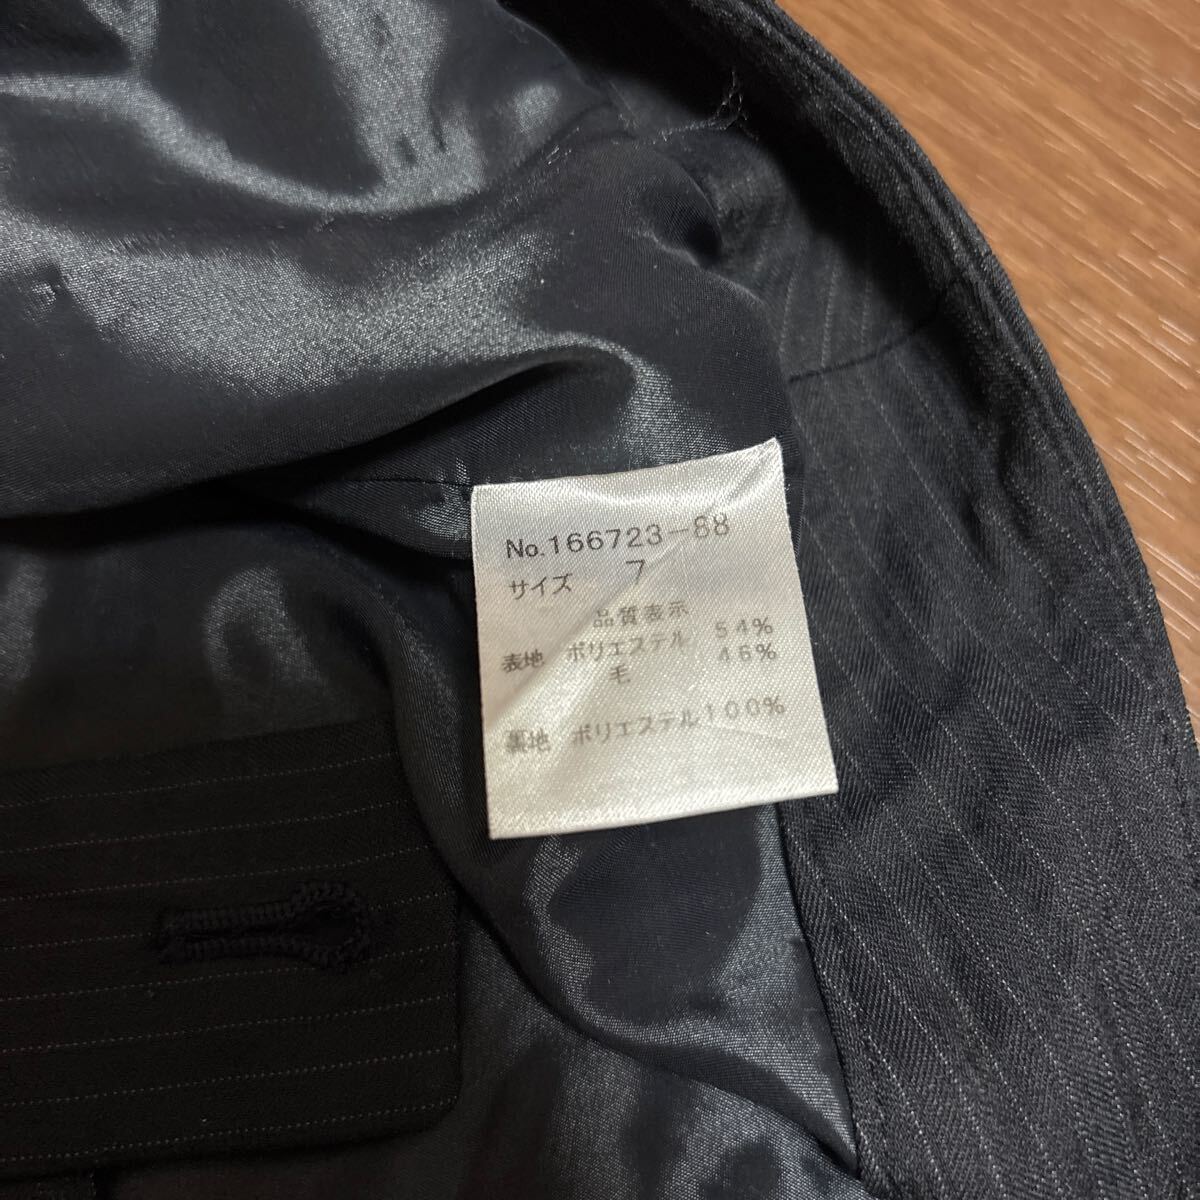 No.166723-88
サイズ 7
品質表示
表地 ポリエステル 54%
毛 46%
裏地 ポリエステル100%